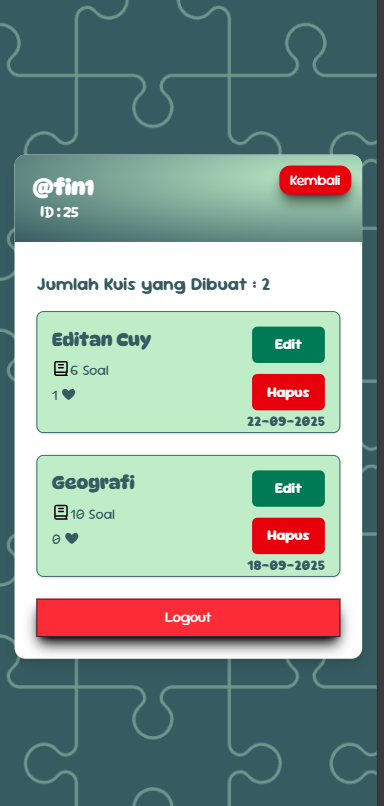 @fin1
Kembali
ID:25
Jumlah Kuis yang Dibuat : 2
Editan Cuy
Edit
6 Soal
Hapus
1
22-09-2025
Geografi
Edit
10 Soal
Hapus
0
18-09-2025
Logout